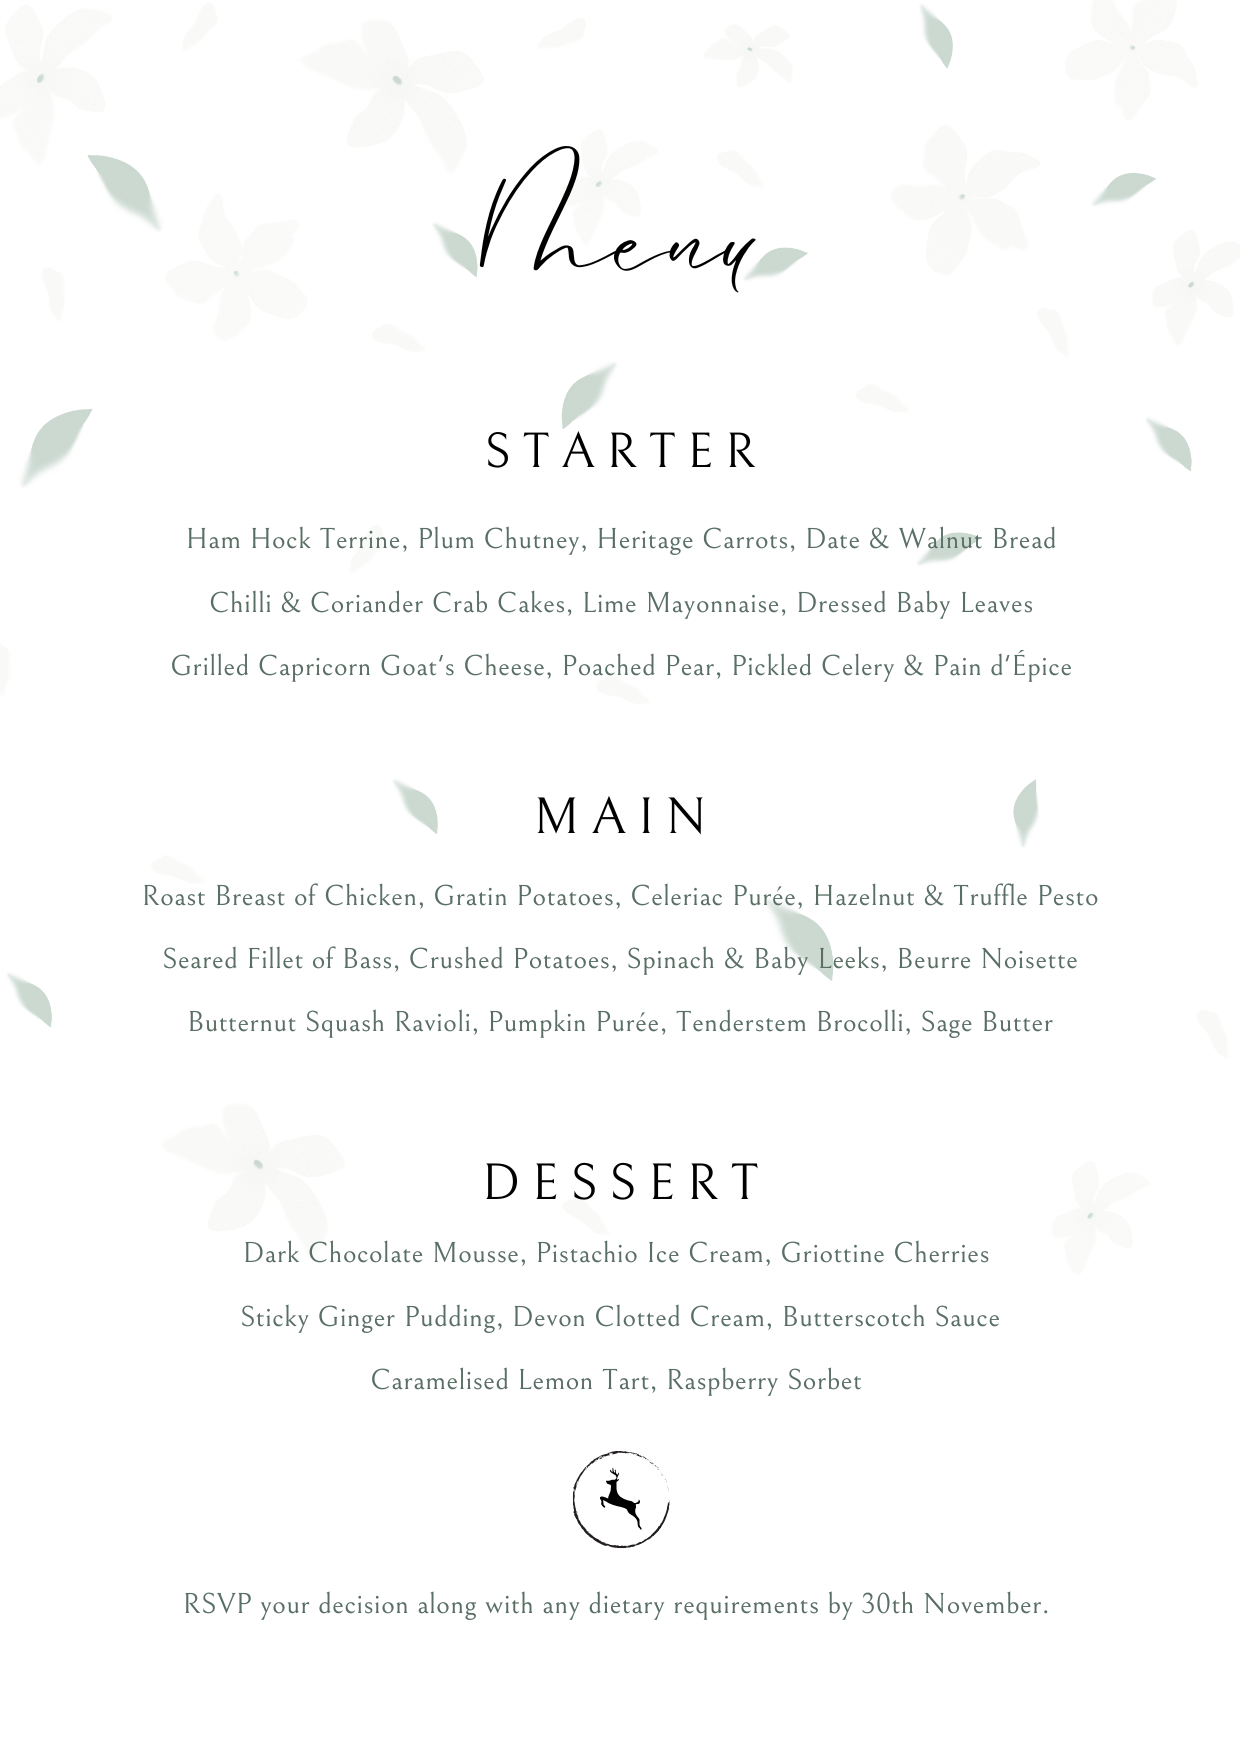 Menu
STARTER
Ham Hock Terrine, Plum Chutney, Heritage Carrots, Date & Walnut Bread
Chilli & Coriander Crab Cakes, Lime Mayonnaise, Dressed Baby Leaves
Grilled Capricorn Goat's Cheese, Poached Pear, Pickled Celery & Pain d'Épice
MAIN
Roast Breast of Chicken, Gratin Potatoes, Celeriac Purée, Hazelnut & Truffle Pesto
Seared Fillet of Bass, Crushed Potatoes, Spinach & Baby Leeks, Beurre Noisette
Butternut Squash Ravioli, Pumpkin Purée, Tenderstem Brocolli, Sage Butter
DESSERT
Dark Chocolate Mousse, Pistachio Ice Cream, Griottine Cherries
Sticky Ginger Pudding, Devon Clotted Cream, Butterscotch Sauce
Caramelised Lemon Tart, Raspberry Sorbet
RSVP your decision along with any dietary requirements by 30th November.